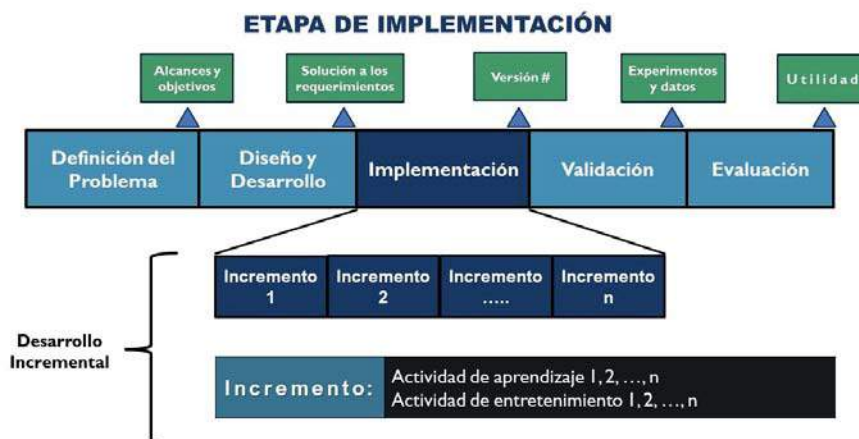 ETAPA DE IMPLEMENTACIÓN
Alcances y
objetivos
Solución a los
requerimientos
Versión #
Experimentos
y datos
Utilidad
Definición del
Problema
Diseño y
Desarrollo
Implementación
Validación
Evaluación
Incremento
1
Incremento
2
Incremento
.....
Incremento
n
Desarrollo
Incremental
Incremento:
Actividad de aprendizaje 1, 2, ..., n
Actividad de entretenimiento 1, 2, ..., n